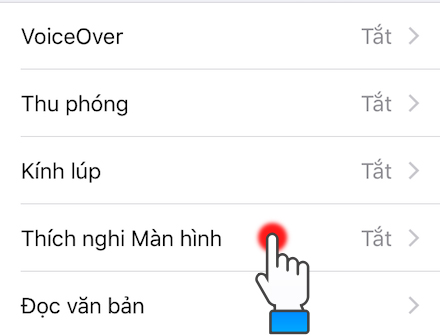 VoiceOver Tắt
Thu phóng Tắt
Kính lúp Tắt
Thích nghi Màn hình Tắt
Đọc văn bản